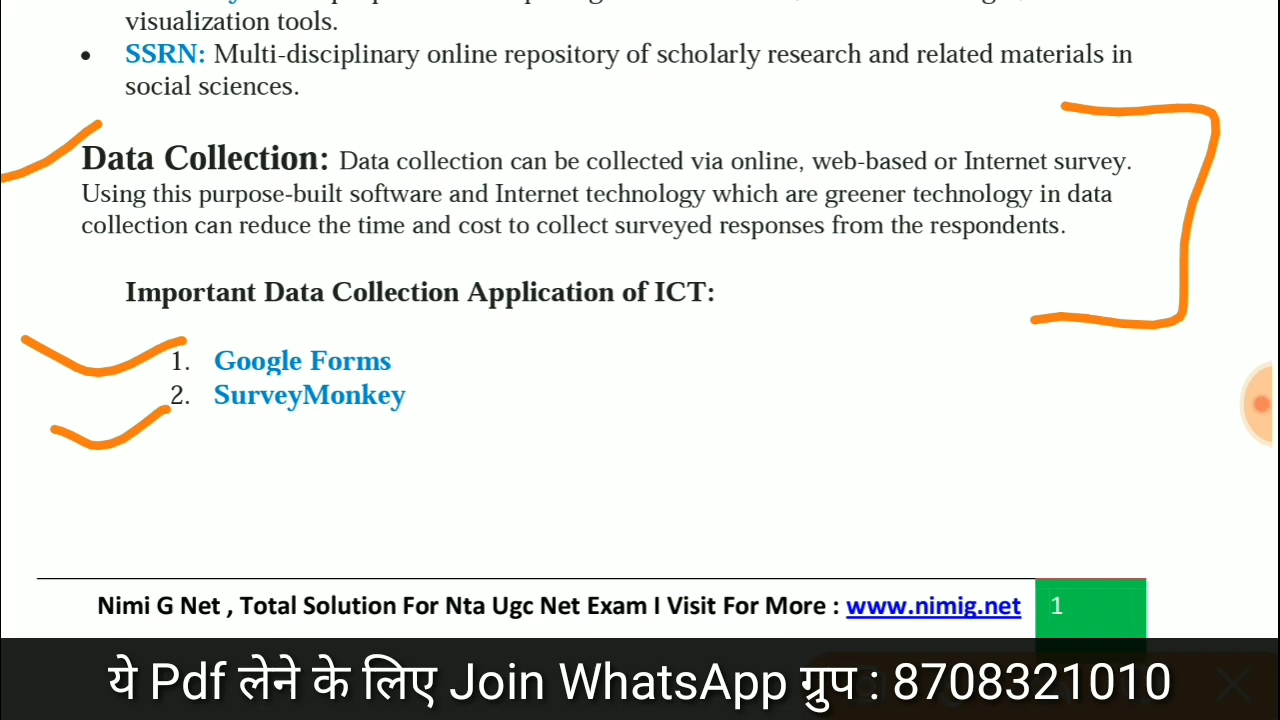 visualization tools.
• SSRN: Multi-disciplinary online repository of scholarly research and related materials in
social sciences.
Data Collection: Data collection can be collected via online, web-based or Internet survey.
Using this purpose-built software and Internet technology which are greener technology in data
collection can reduce the time and cost to collect surveyed responses from the respondents.
Important Data Collection Application of ICT:
1. Google Forms
2. SurveyMonkey
Nimi G Net , Total Solution For Nta Ugc Net Exam I Visit For More : www.nimig.net 1
ये Pdf लेने के लिए Join WhatsApp ग्रुप : 8708321010